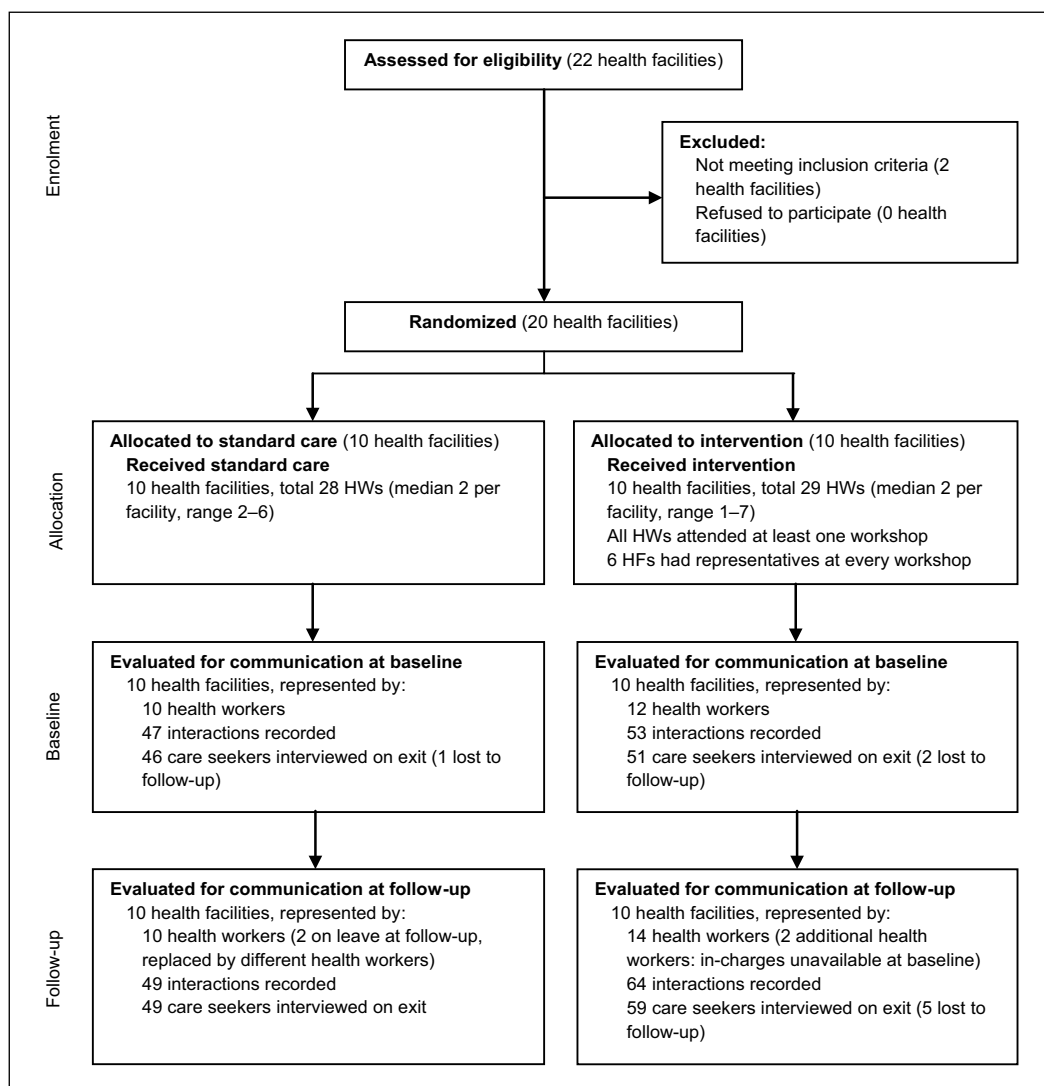 Assessed for eligibility (22 health facilities)
Enrolment
Excluded:
Not meeting inclusion criteria (2
health facilities)
Refused to participate (0 health
facilities)
Randomized (20 health facilities)
Allocation
Allocated to standard care (10 health facilities)
Received standard care
10 health facilities, total 28 HWs (median 2 per
facility, range 2–6)
Allocated to intervention (10 health facilities)
Received intervention
10 health facilities, total 29 HWs (median 2 per
facility, range 1–7)
All HWs attended at least one workshop
6 HFs had representatives at every workshop
Baseline
Evaluated for communication at baseline
10 health facilities, represented by:
10 health workers
47 interactions recorded
46 care seekers interviewed on exit (1 lost to
follow-up)
Evaluated for communication at baseline
10 health facilities, represented by:
12 health workers
53 interactions recorded
51 care seekers interviewed on exit (2 lost to
follow-up)
Follow-up
Evaluated for communication at follow-up
10 health facilities, represented by:
10 health workers (2 on leave at follow-up,
replaced by different health workers)
49 interactions recorded
49 care seekers interviewed on exit
Evaluated for communication at follow-up
10 health facilities, represented by:
14 health workers (2 additional health
workers: in-charges unavailable at baseline)
64 interactions recorded
59 care seekers interviewed on exit (5 lost to
follow-up)